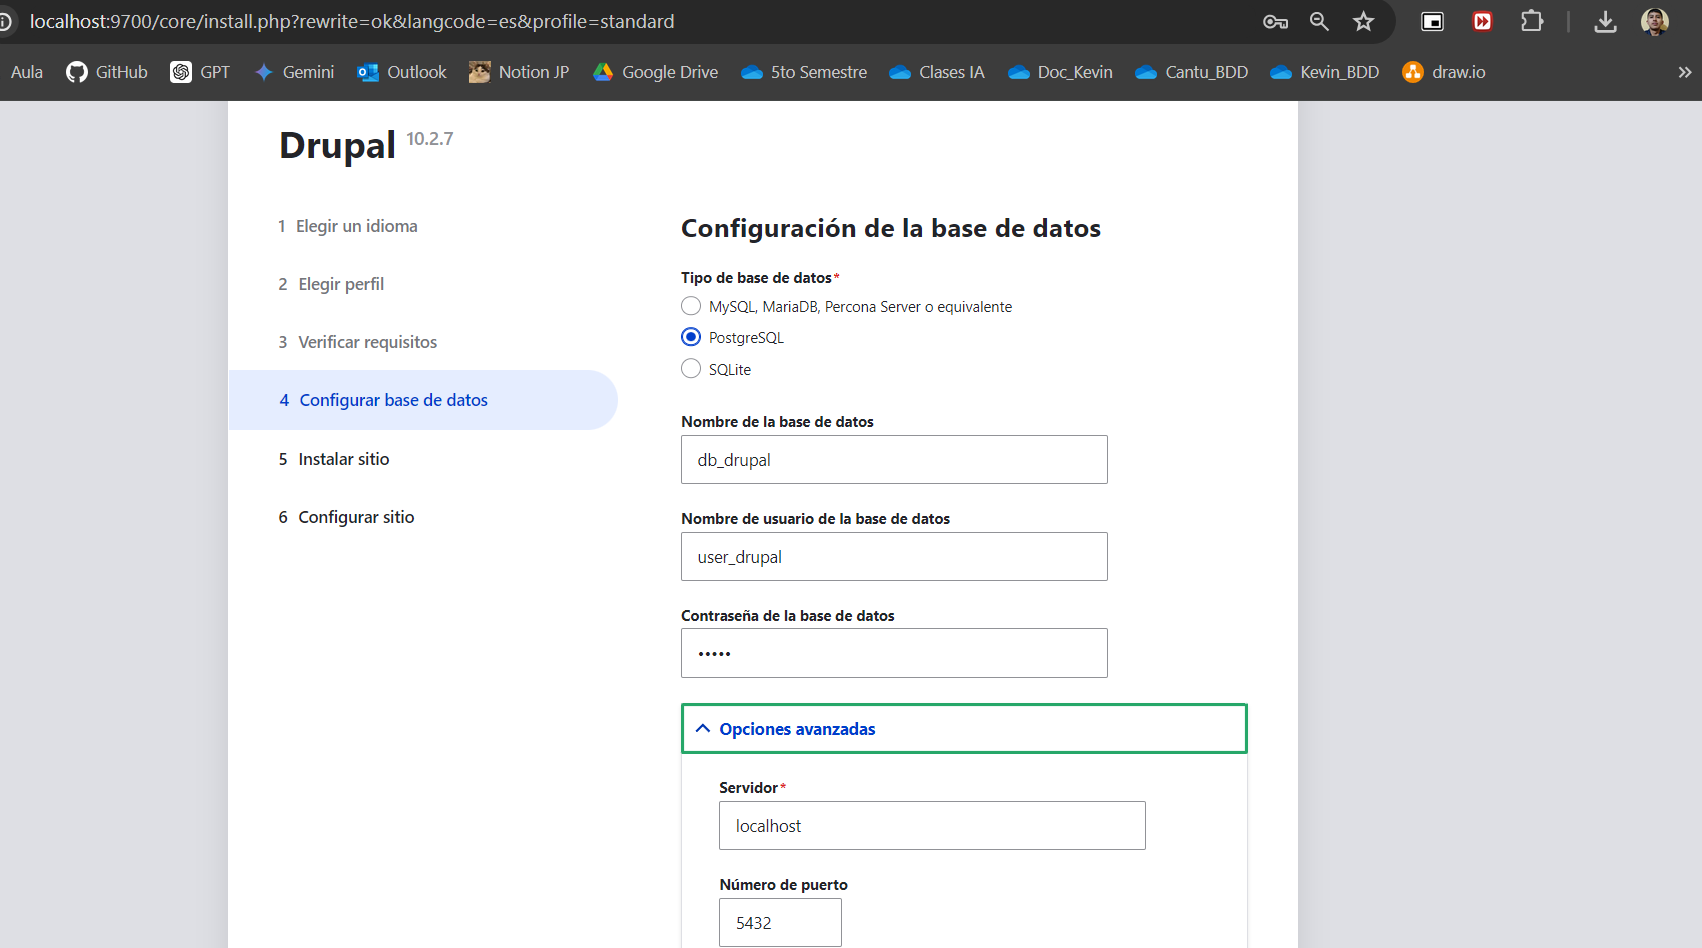 localhost:9700/core/install.php?rewrite=ok&langcode=es&profile=standard
Aula GitHub GPT Gemini Outlook Notion JP Google Drive 5to Semestre Clases IA Doc_Kevin Cantu_BDD Kevin_BDD draw.io »
Drupal 10.2.7
1 Elegir un idioma
2 Elegir perfil
3 Verificar requisitos
4 Configurar base de datos
5 Instalar sitio
6 Configurar sitio
Configuración de la base de datos
Tipo de base de datos*
MySQL, MariaDB, Percona Server o equivalente
PostgreSQL
SQLite
Nombre de la base de datos
db_drupal
Nombre de usuario de la base de datos
user_drupal
Contraseña de la base de datos
•••••
Opciones avanzadas
Servidor*
localhost
Número de puerto
5432